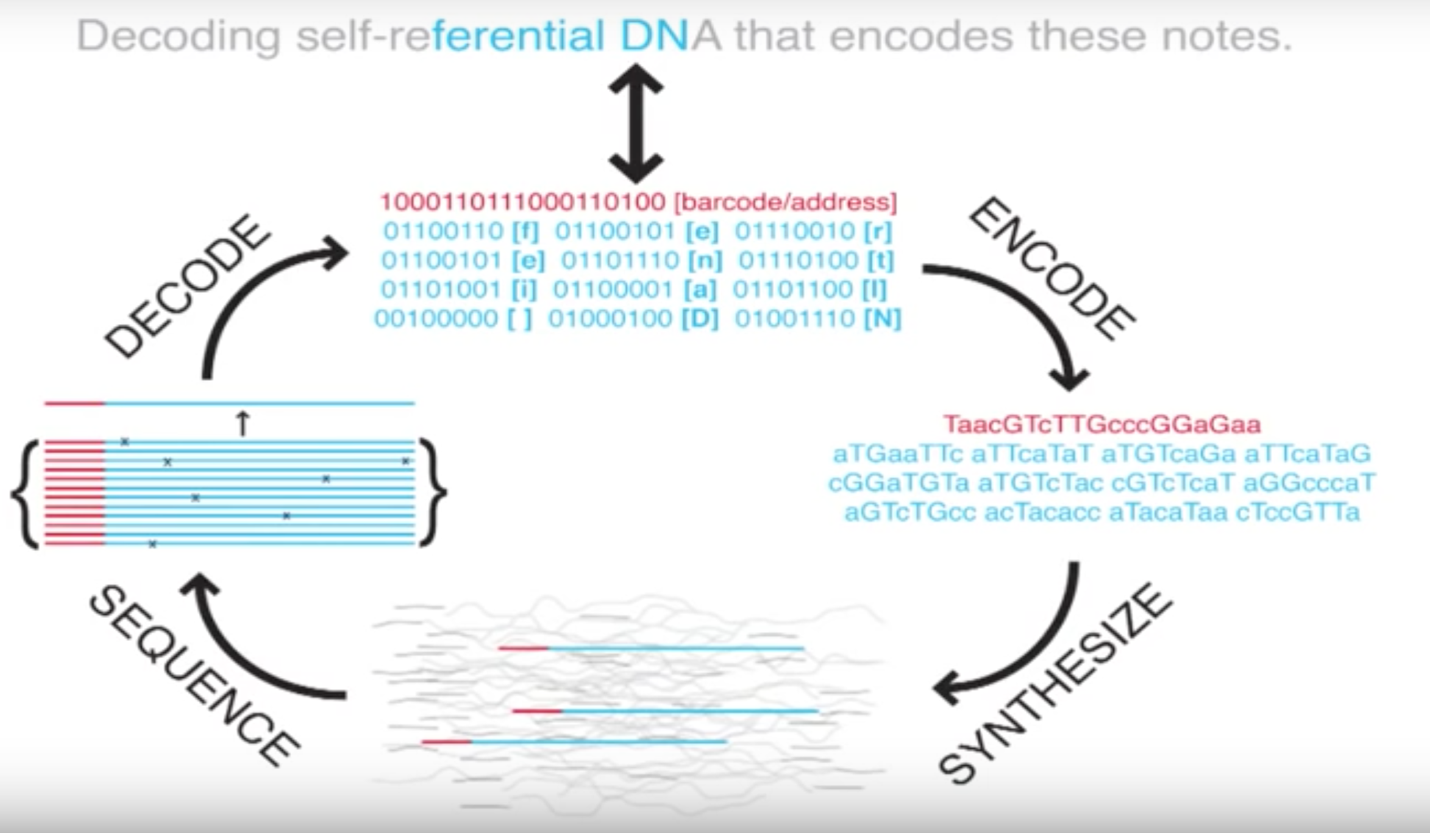 Decoding self-referential DNA that encodes these notes.
1000110111000110100 [barcode/address]
01100110 [f] 01100101 [e] 01110010 [r]
01100101 [e] 01101110 [n] 01110100 [t]
01101001 [i] 01100001 [a] 01101100 [l]
00100000 [ ] 01000100 [D] 01001110 [N]
ENCODE
TaacGTcTTGcccGGaGaa
aTGaaTTc aTTcaTaT aTGTcaGa aTTcaTaG
cGGaTGTa aTGTcTac cGTcTcaT aGGcccaT
aGTcTGcc acTacacc aTacaTaa cTccGTTa
SYNTHESIZE
SEQUENCE
DECODE